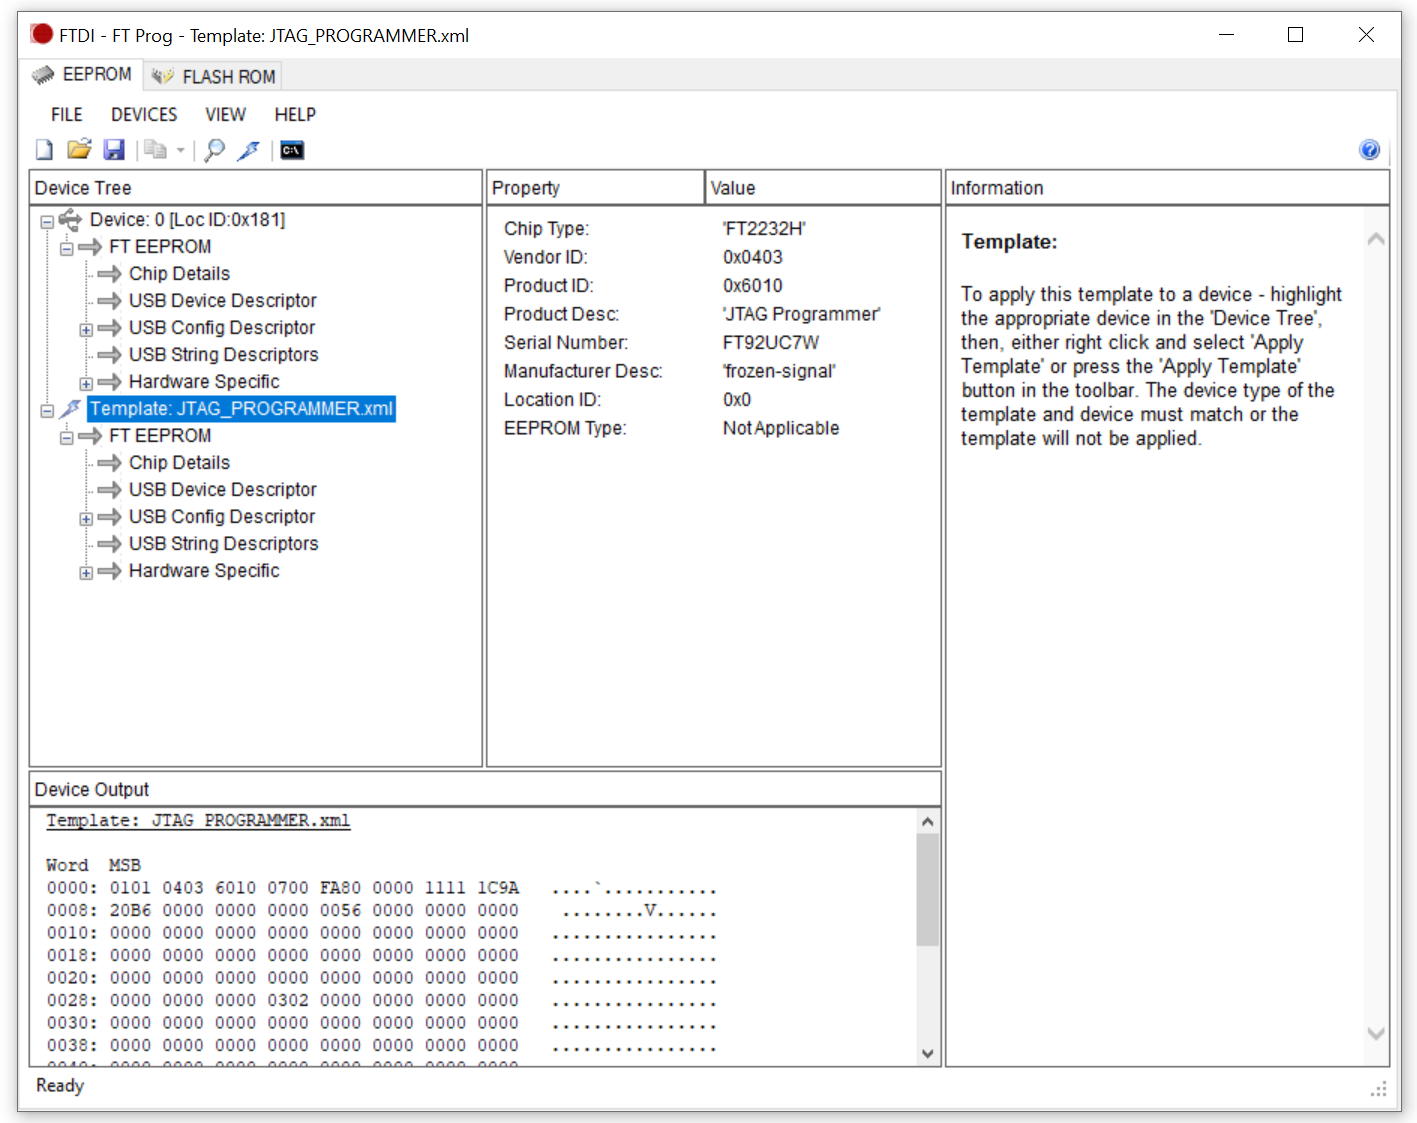 FTDI - FT Prog - Template: JTAG_PROGRAMMER.xml
EEPROM FLASH ROM
FILE DEVICES VIEW HELP
C:\
?
Device Tree
Device: 0 [Loc ID:0x181]
FT EEPROM
Chip Details
USB Device Descriptor
USB Config Descriptor
USB String Descriptors
Hardware Specific
Template: JTAG_PROGRAMMER.xml
FT EEPROM
Chip Details
USB Device Descriptor
USB Config Descriptor
USB String Descriptors
Hardware Specific
Property Value
Chip Type: 'FT2232H'
Vendor ID: 0x0403
Product ID: 0x6010
Product Desc: 'JTAG Programmer'
Serial Number: FT92UC7W
Manufacturer Desc: 'frozen-signal'
Location ID: 0x0
EEPROM Type: Not Applicable
Information
Template:
To apply this template to a device - highlight
the appropriate device in the 'Device Tree',
then, either right click and select 'Apply
Template' or press the 'Apply Template'
button in the toolbar. The device type of the
template and device must match or the
template will not be applied.
Device Output
Template: JTAG PROGRAMMER.xml
Word MSB
0000: 0101 0403 6010 0700 FA80 0000 1111 1C9A ....`...........
0008: 20B6 0000 0000 0000 0056 0000 0000 0000 ........V......
0010: 0000 0000 0000 0000 0000 0000 0000 0000 ................
0018: 0000 0000 0000 0000 0000 0000 0000 0000 ................
0020: 0000 0000 0000 0000 0000 0000 0000 0000 ................
0028: 0000 0000 0000 0302 0000 0000 0000 0000 ................
0030: 0000 0000 0000 0000 0000 0000 0000 0000 ................
0038: 0000 0000 0000 0000 0000 0000 0000 0000 ................
Ready